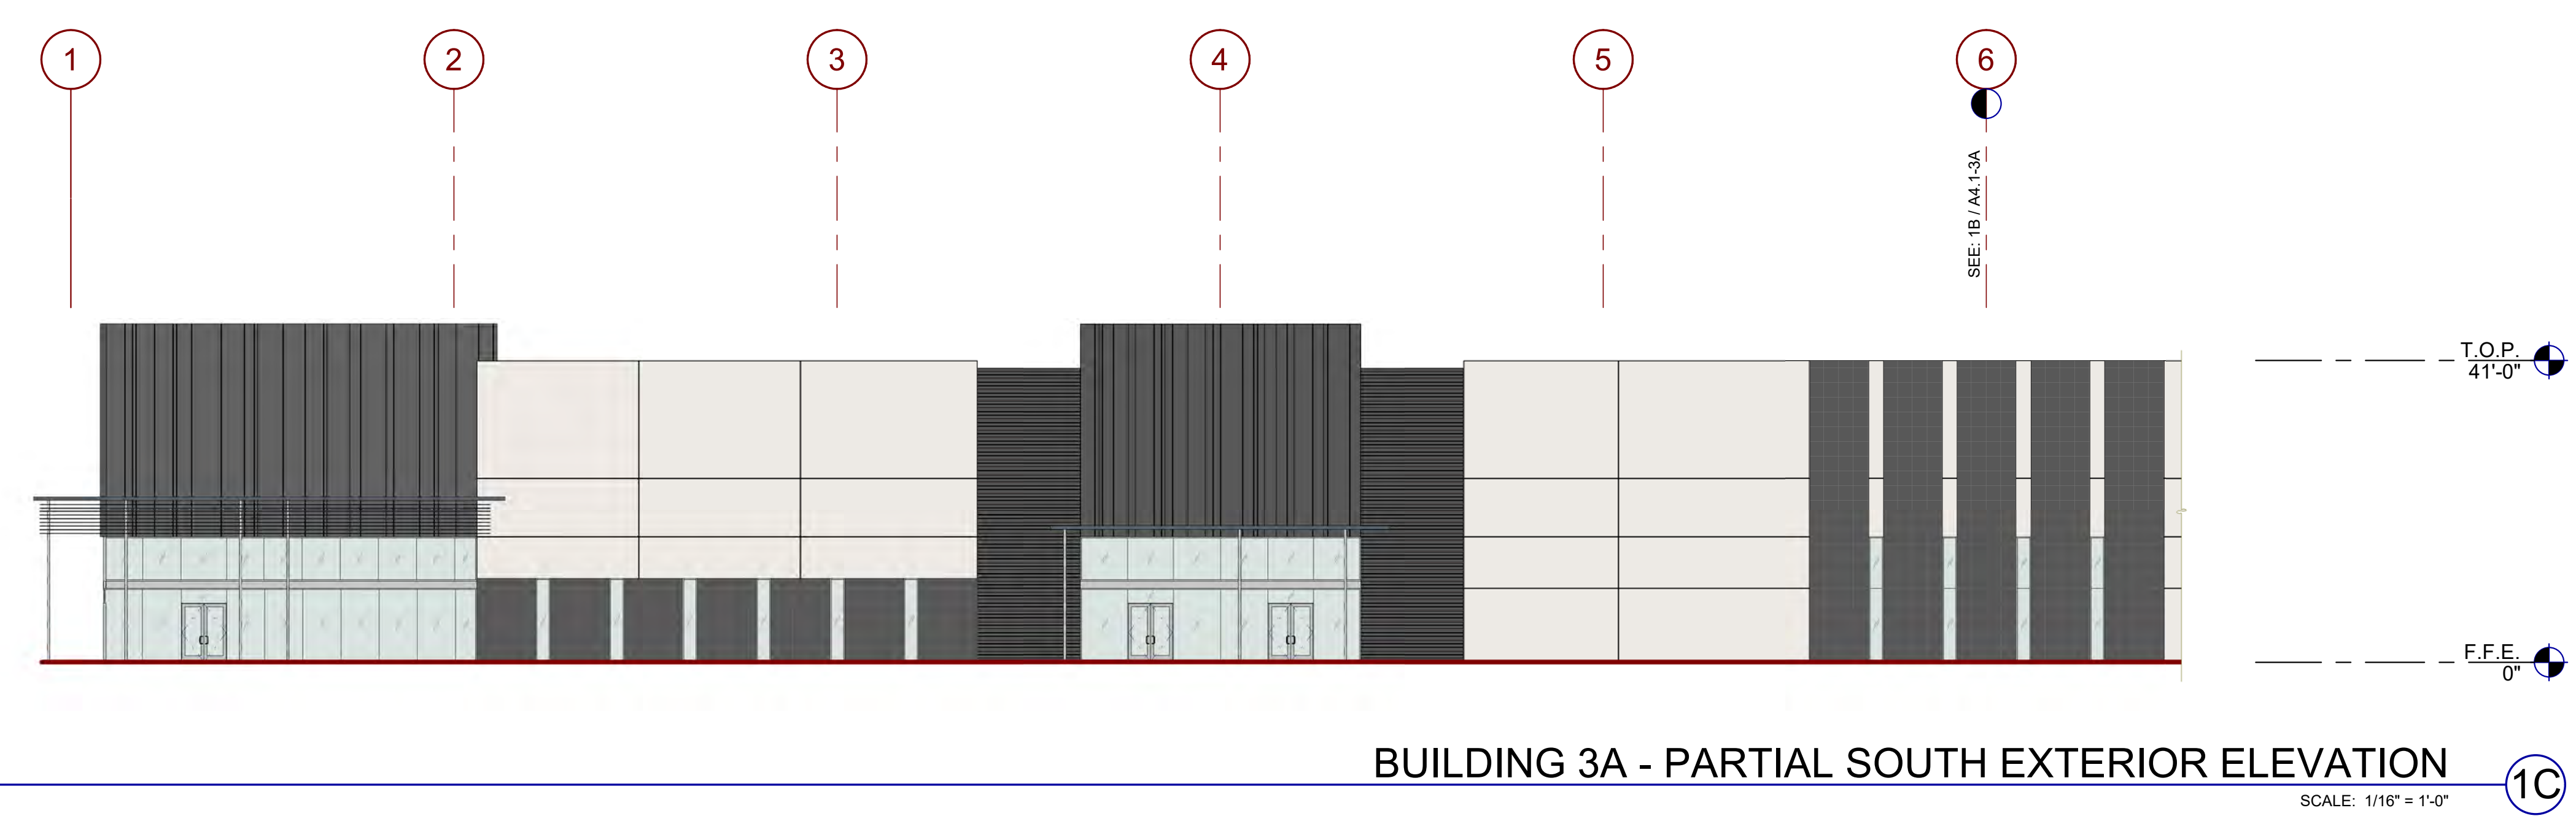 1 2 3 4 5 6
SEE: 1B / A4.1-3A
T.O.P.
41'-0"
F.F.E.
0"
BUILDING 3A - PARTIAL SOUTH EXTERIOR ELEVATION
1C
SCALE: 1/16" = 1'-0"